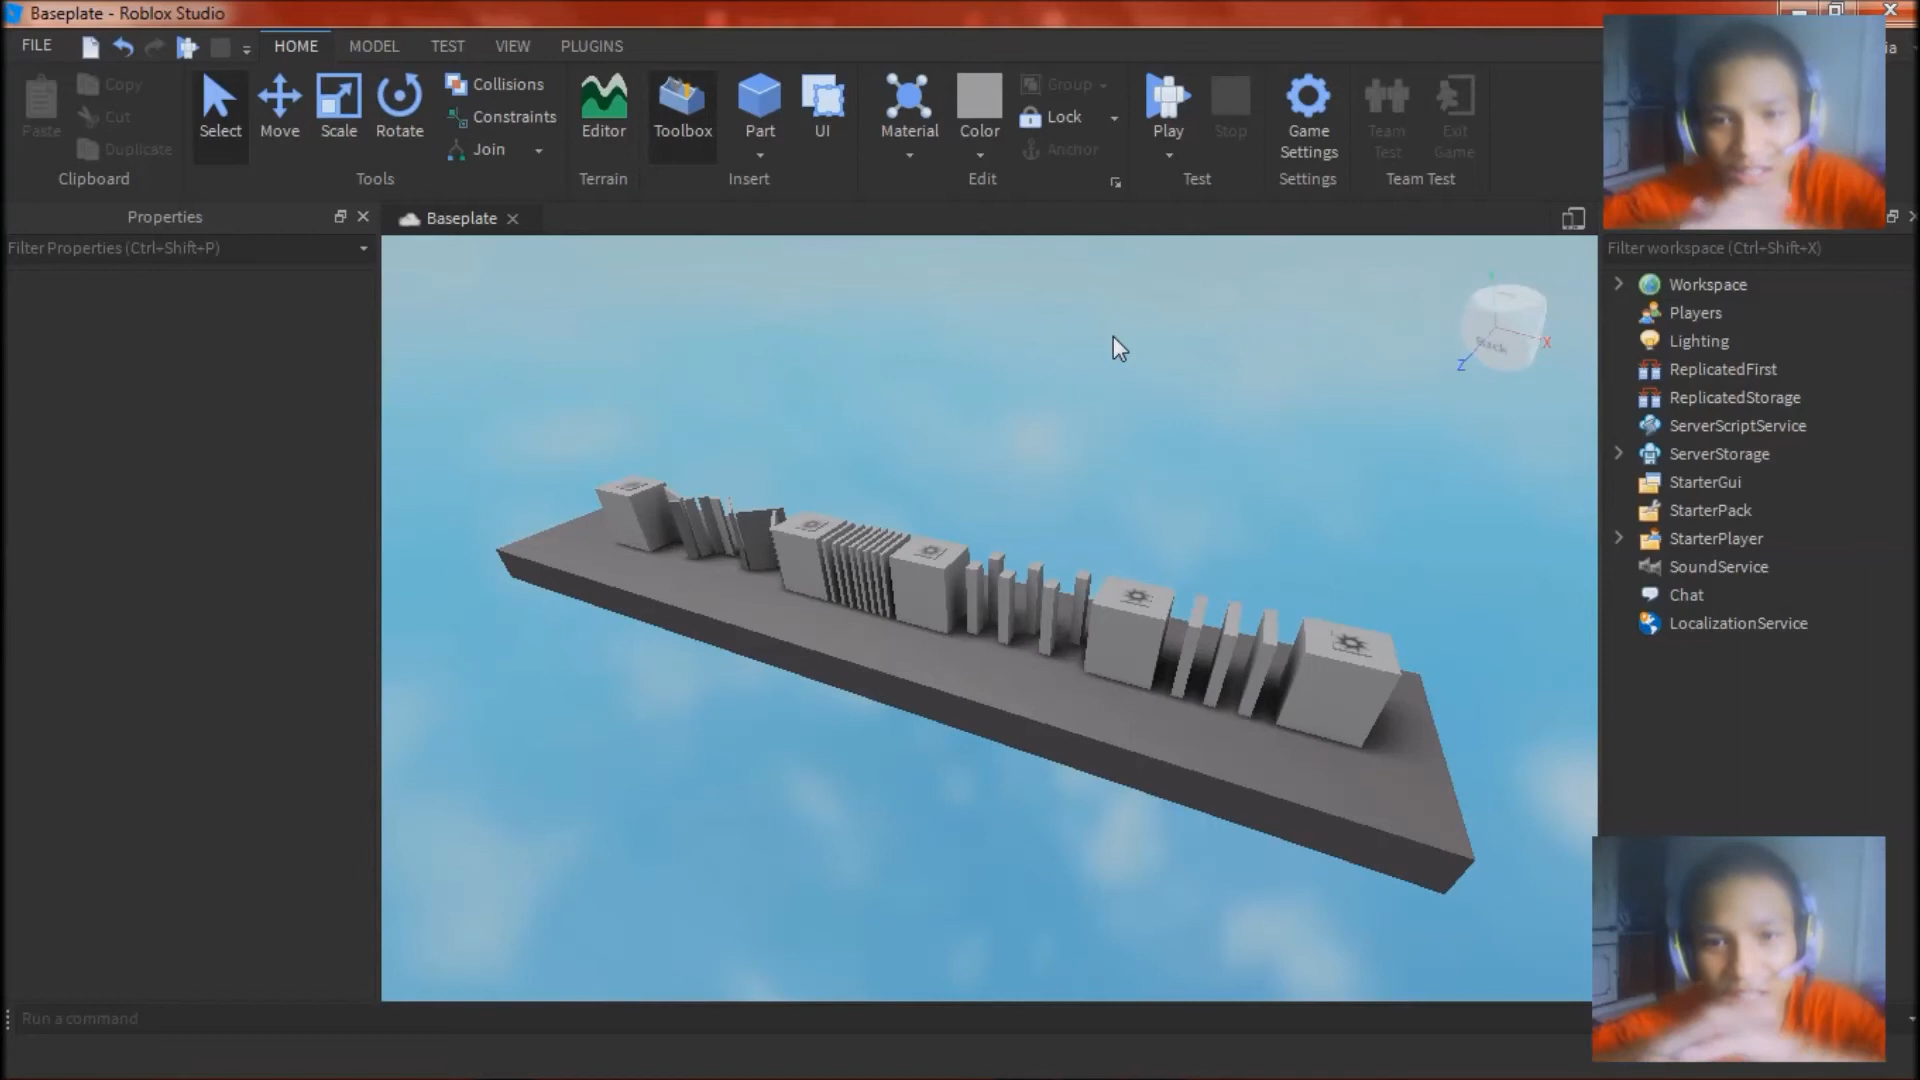 Baseplate - Roblox Studio
FILE HOME MODEL TEST VIEW PLUGINS ia
Paste Copy Cut Duplicate
Select Move Scale Rotate
Collisions
Constraints
Join
Editor Toolbox Part UI
Material Color Group Lock Anchor
Play Stop Game Settings Team Test Exit Game
Clipboard Tools Terrain Insert Edit Test Settings Team Test
Properties
Baseplate
Filter Properties (Ctrl+Shift+P)
Filter workspace (Ctrl+Shift+X)
Back
X
Z
Workspace
Players
Lighting
ReplicatedFirst
ReplicatedStorage
ServerScriptService
ServerStorage
StarterGui
StarterPack
StarterPlayer
SoundService
Chat
LocalizationService
Run a command